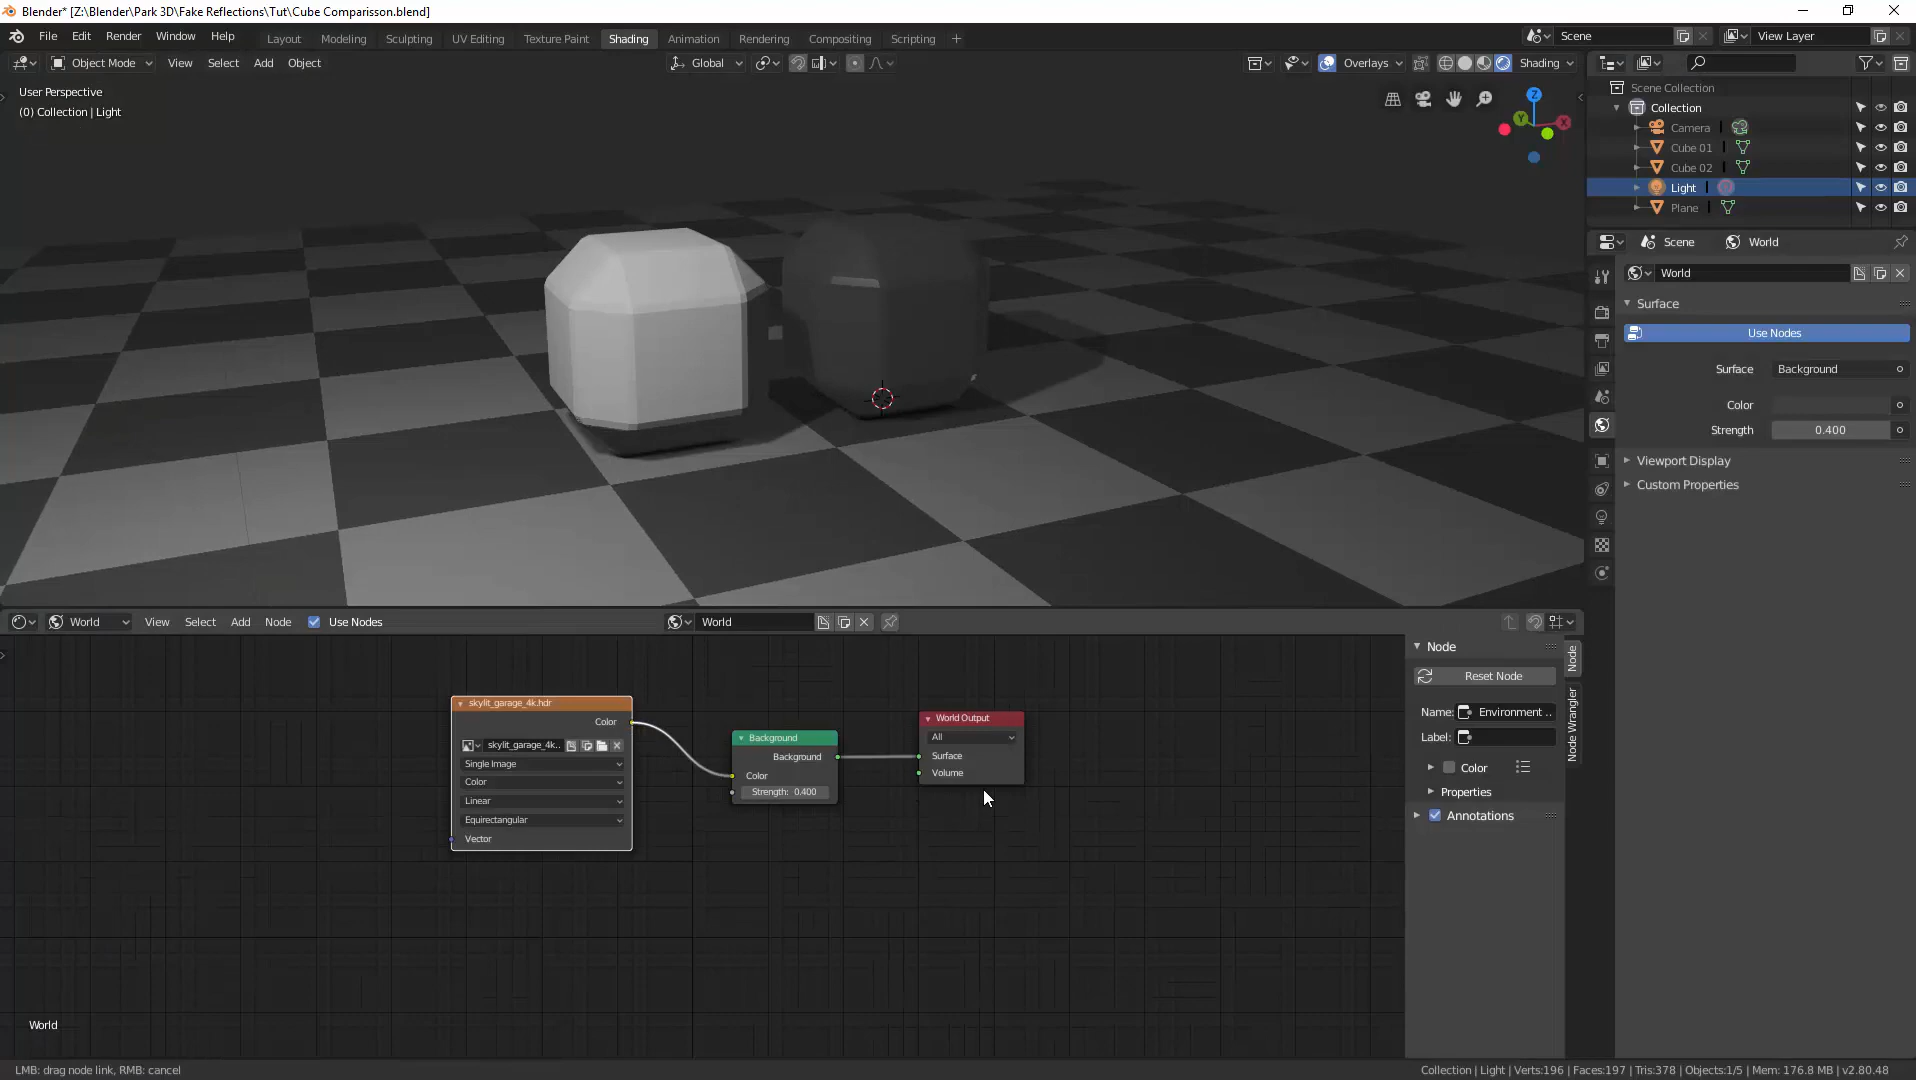 Blender* [Z:\Blender\Park 3D\Fake Reflections\Tut\Cube Comparisson.blend]
File Edit Render Window Help Layout Modeling Sculpting UV Editing Texture Paint Shading Animation Rendering Compositing Scripting + Scene View Layer
Object Mode View Select Add Object Global Overlays Shading
User Perspective
(0) Collection | Light
Z
Y
X
Scene Collection
Collection
Camera
Cube 01
Cube 02
Light
Plane
Scene World
World
Surface
Use Nodes
Surface Background
Color
Strength 0.400
Viewport Display
Custom Properties
World View Select Add Node Use Nodes World
skylit_garage_4k.hdr
Color
skylit_garage_4k..
Single Image
Color
Linear
Equirectangular
Vector
Background
Background
Color
Strength: 0.400
World Output
All
Surface
Volume
Node
Reset Node
Name: Environment ..
Label:
Color
Properties
Annotations
Node
Node Wrangler
World
LMB: drag node link, RMB: cancel
Collection | Light | Verts:196 | Faces:197 | Tris:378 | Objects:1/5 | Mem: 176.8 MB | v2.80.48